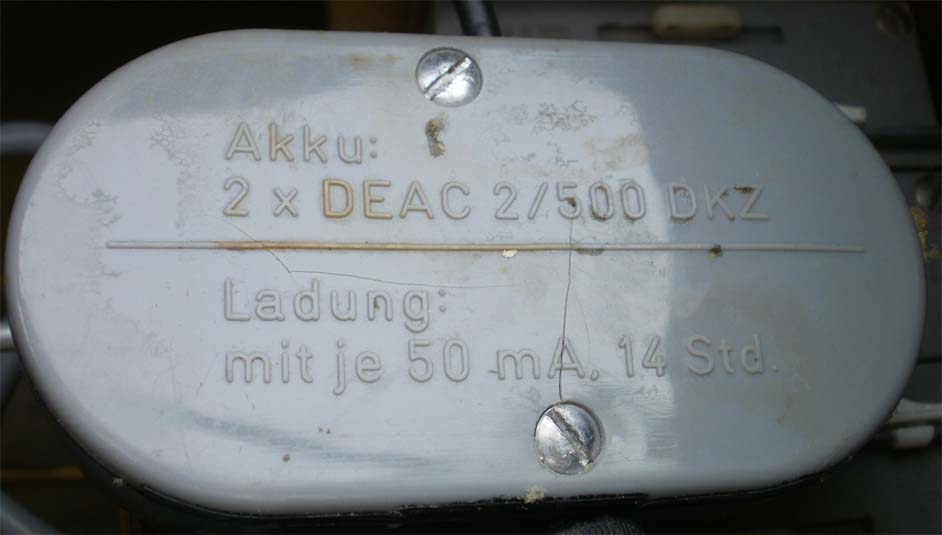 Akku:
2 x DEAC 2/500 DKZ
Ladung:
mit je 50 mA, 14 Std.